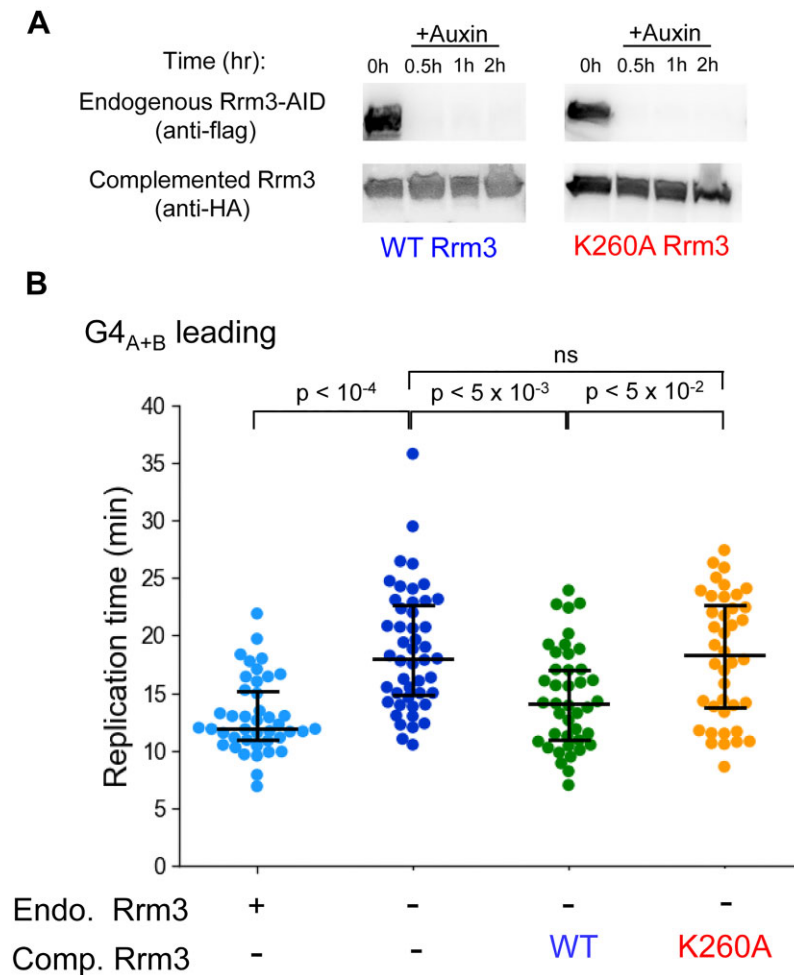 A
+Auxin +Auxin
Time (hr): 0h 0.5h 1h 2h 0h 0.5h 1h 2h
Endogenous Rrm3-AID
(anti-flag)
Complemented Rrm3
(anti-HA)
WT Rrm3 K260A Rrm3
B
G4A+B leading
ns
p < 10-4 p < 5 x 10-3 p < 5 x 10-2
Replication time (min)
40
35
30
25
20
15
10
5
0
Endo. Rrm3 + - - -
Comp. Rrm3 - - WT K260A